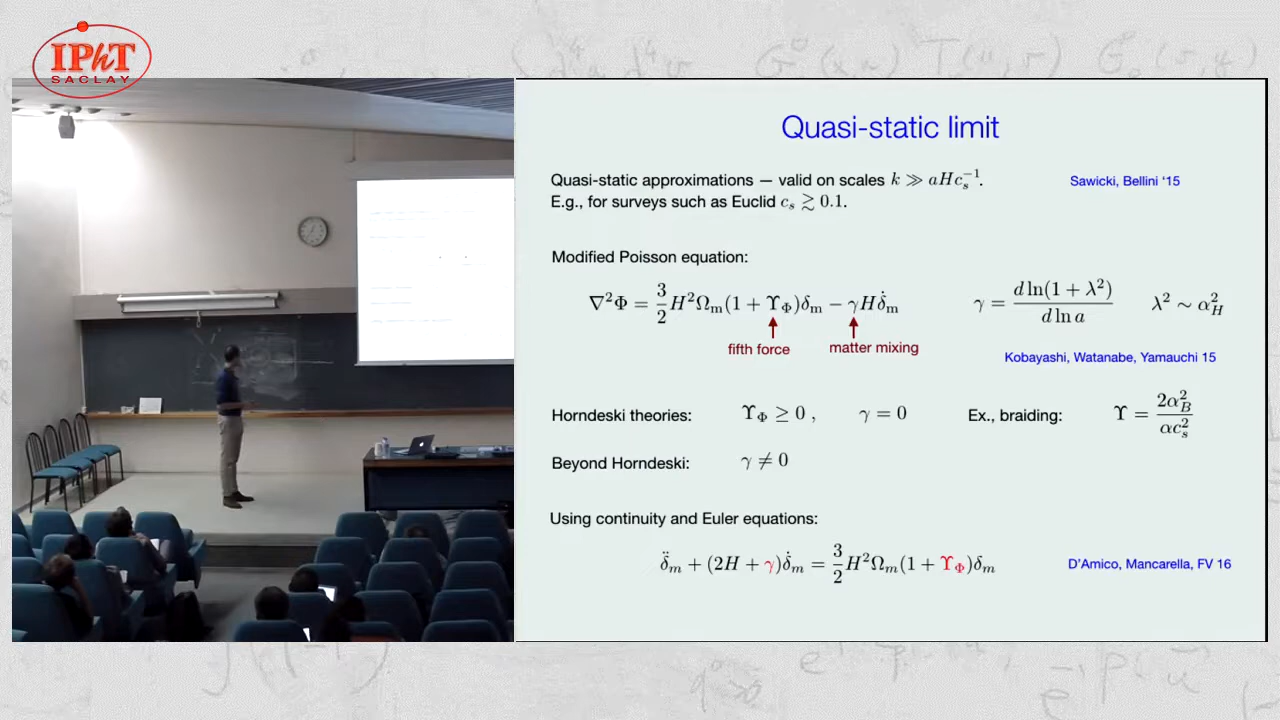 IPhT
SACLAY
Quasi-static limit
Quasi-static approximations — valid on scales k ≫ aHc_s^{-1}.
Sawicki, Bellini ‘15
E.g., for surveys such as Euclid c_s ≳ 0.1.
Modified Poisson equation:
∇²Φ = 3/2 H²Ω_m(1 + Υ_Φ)δ_m − γHδ̇_m
γ = d ln(1 + λ²) / d ln a
λ² ∼ α_H²
fifth force
matter mixing
Kobayashi, Watanabe, Yamauchi 15
Horndeski theories: Υ_Φ ≥ 0 , γ = 0
Ex., braiding: Υ = 2α_B² / αc_s²
Beyond Horndeski: γ ≠ 0
Using continuity and Euler equations:
δ̈_m + (2H + γ)δ̇_m = 3/2 H²Ω_m(1 + Υ_Φ)δ_m
D’Amico, Mancarella, FV 16